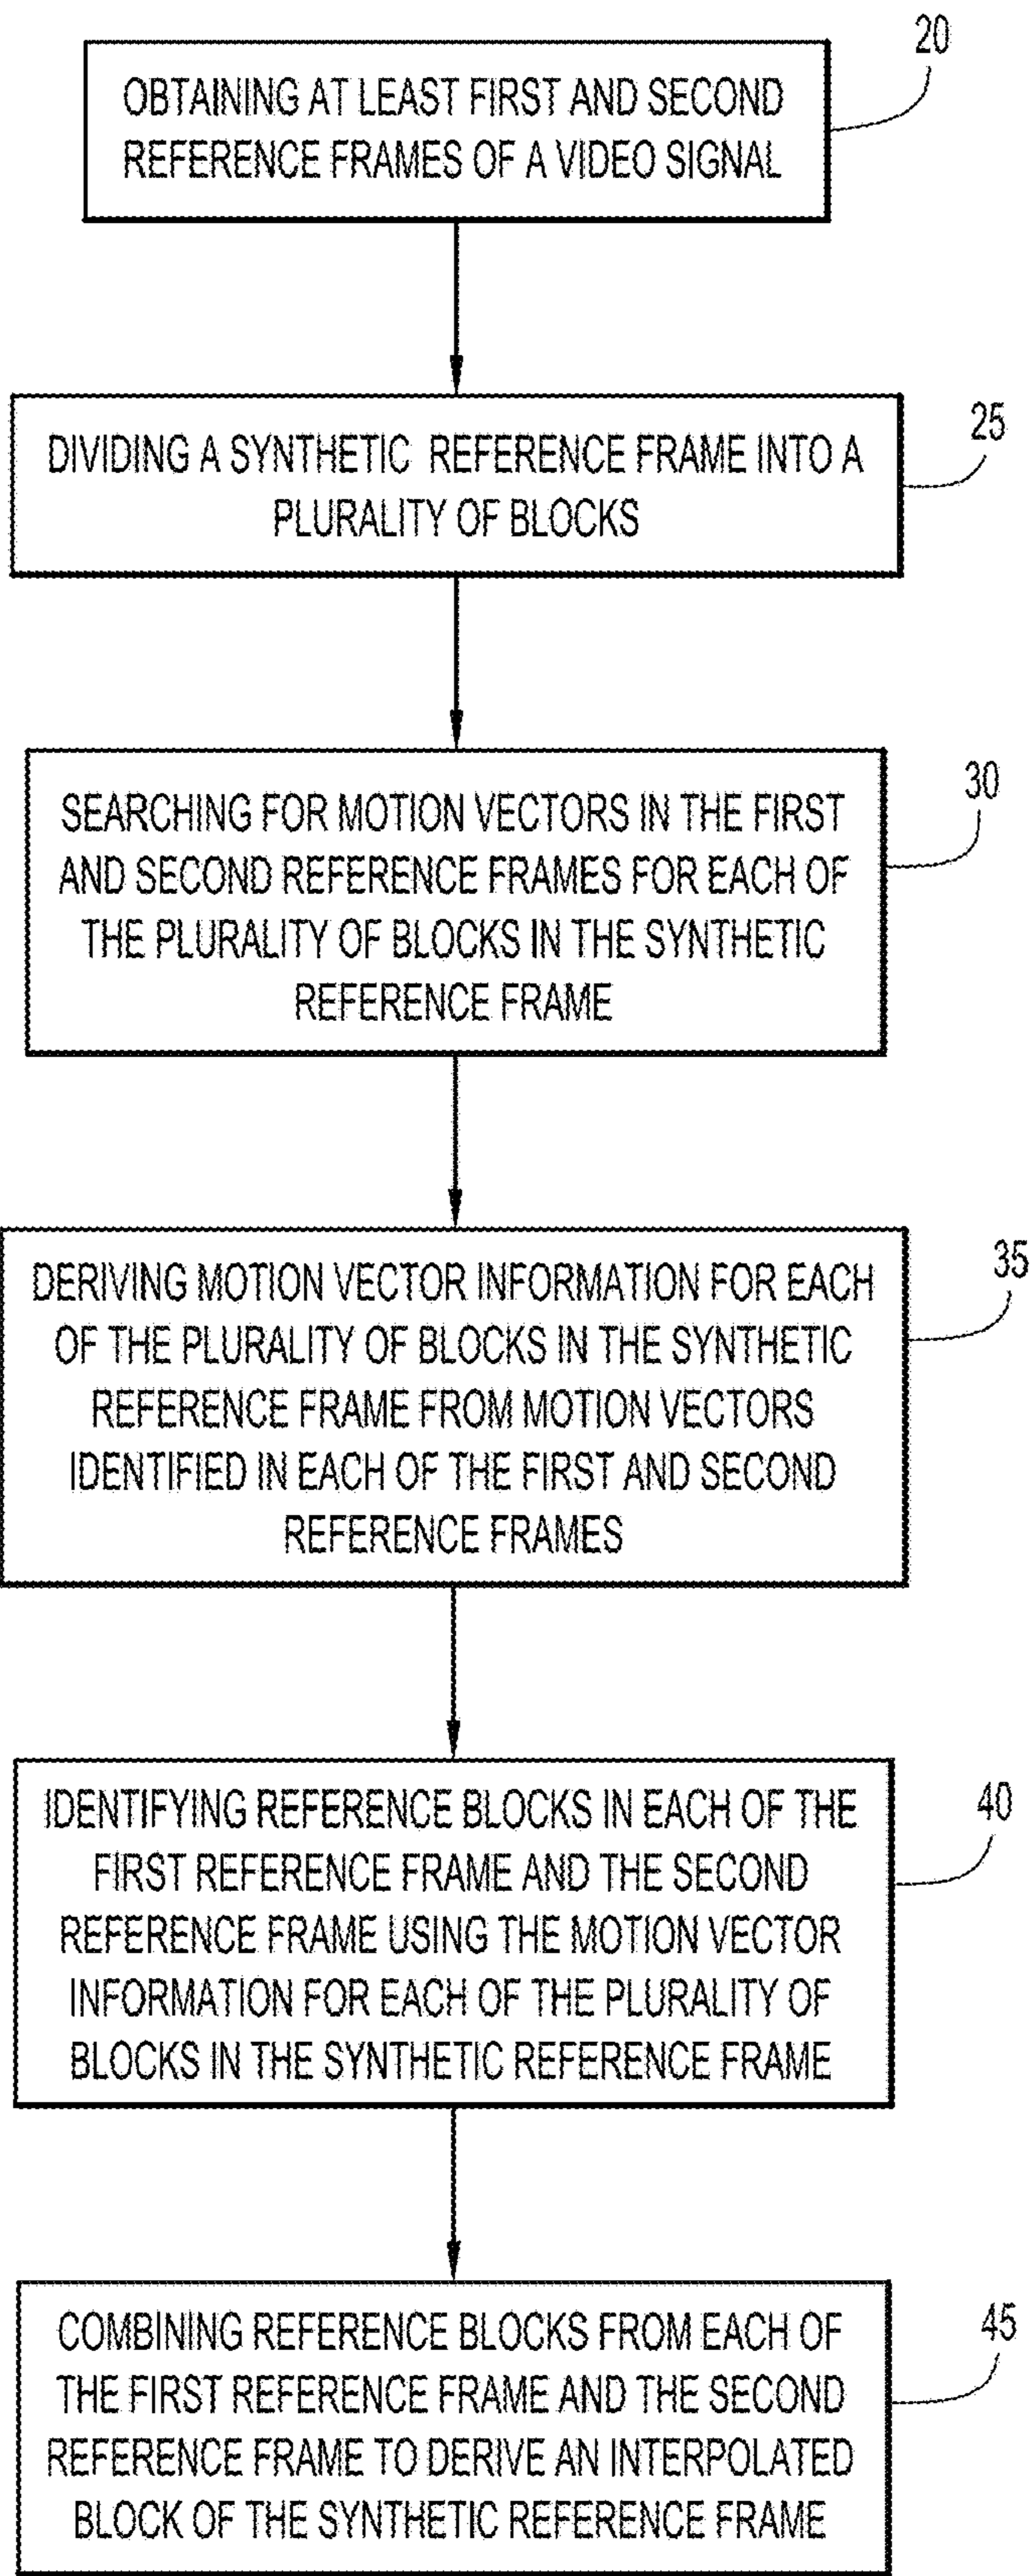 20
OBTAINING AT LEAST FIRST AND SECOND
REFERENCE FRAMES OF A VIDEO SIGNAL
25
DIVIDING A SYNTHETIC REFERENCE FRAME INTO A
PLURALITY OF BLOCKS
30
SEARCHING FOR MOTION VECTORS IN THE FIRST
AND SECOND REFERENCE FRAMES FOR EACH OF
THE PLURALITY OF BLOCKS IN THE SYNTHETIC
REFERENCE FRAME
35
DERIVING MOTION VECTOR INFORMATION FOR EACH
OF THE PLURALITY OF BLOCKS IN THE SYNTHETIC
REFERENCE FRAME FROM MOTION VECTORS
IDENTIFIED IN EACH OF THE FIRST AND SECOND
REFERENCE FRAMES
40
IDENTIFYING REFERENCE BLOCKS IN EACH OF THE
FIRST REFERENCE FRAME AND THE SECOND
REFERENCE FRAME USING THE MOTION VECTOR
INFORMATION FOR EACH OF THE PLURALITY OF
BLOCKS IN THE SYNTHETIC REFERENCE FRAME
45
COMBINING REFERENCE BLOCKS FROM EACH OF
THE FIRST REFERENCE FRAME AND THE SECOND
REFERENCE FRAME TO DERIVE AN INTERPOLATED
BLOCK OF THE SYNTHETIC REFERENCE FRAME